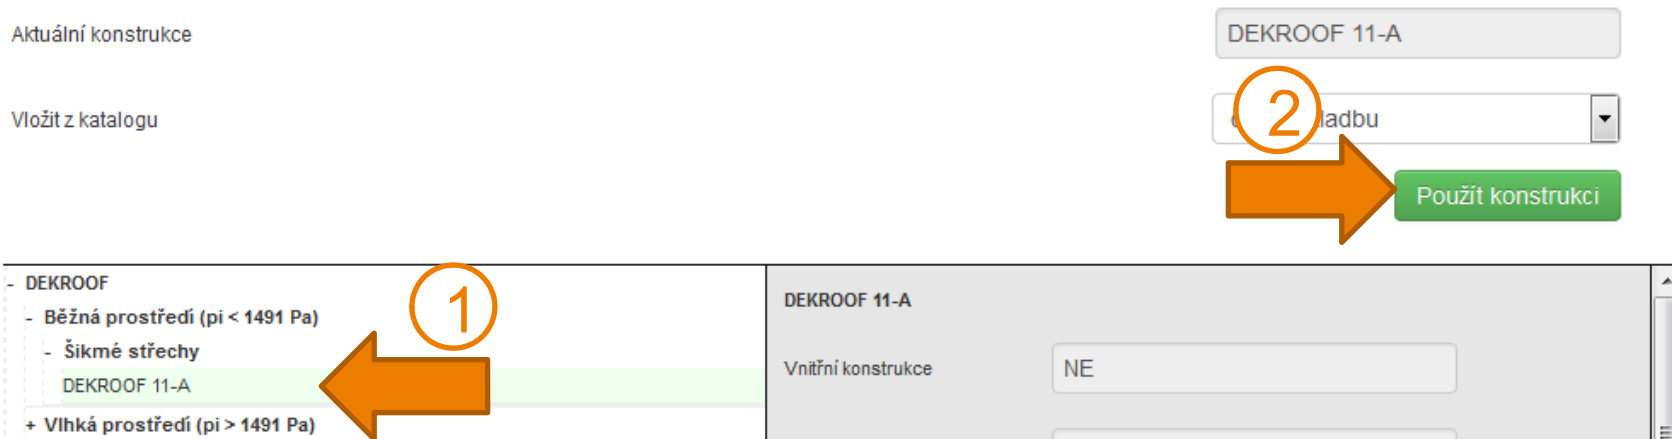 Aktuální konstrukce
DEKROOF 11-A
Vložit z katalogu
2
Použít konstrukci
- DEKROOF
- Běžná prostředí (pi < 1491 Pa)
- Šikmé střechy
DEKROOF 11-A
+ Vlhká prostředí (pi > 1491 Pa)
1
DEKROOF 11-A
Vnitřní konstrukce
NE